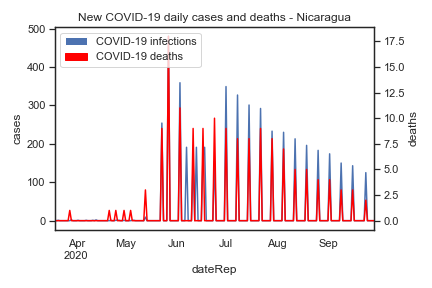 New COVID-19 daily cases and deaths - Nicaragua
COVID-19 infections
COVID-19 deaths
500
400
300
200
100
0
cases
17.5
15.0
12.5
10.0
7.5
5.0
2.5
0.0
deaths
Apr May Jun Jul Aug Sep
2020
dateRep